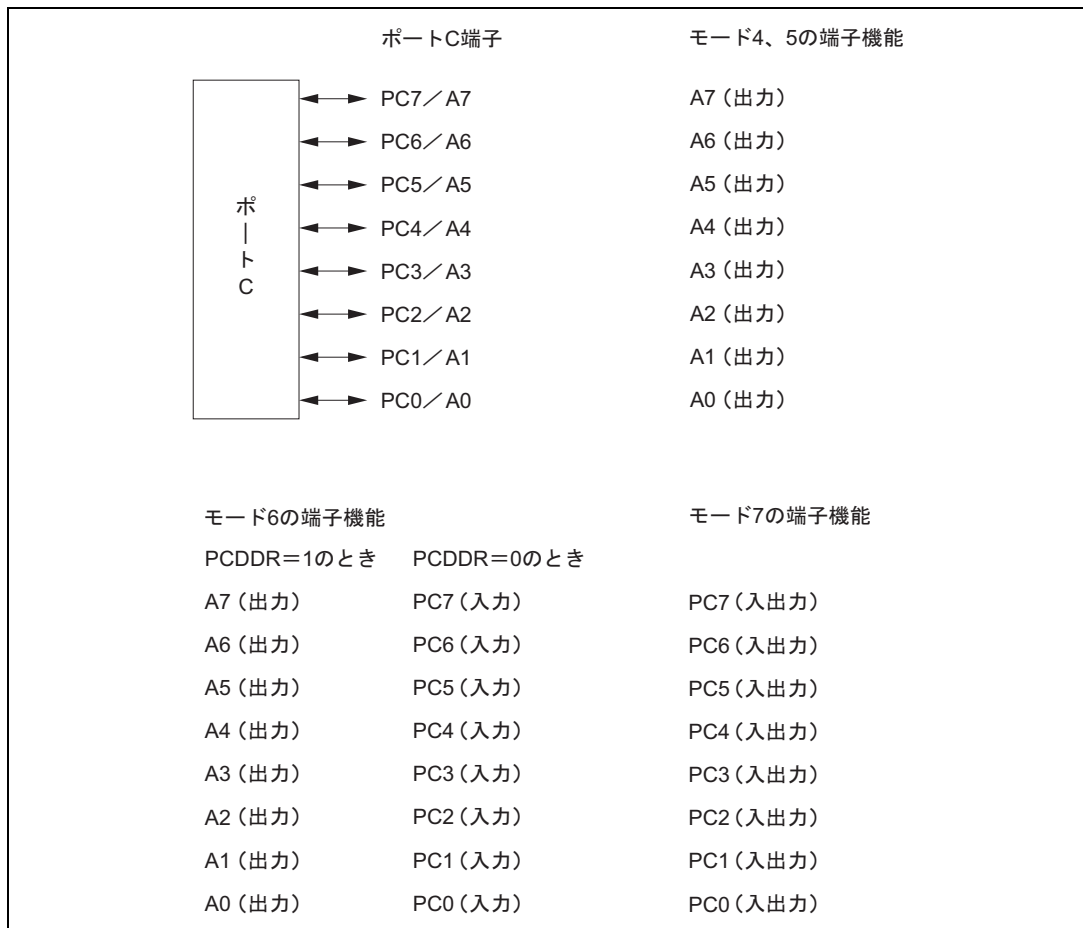 ポートC端子 モード4、5の端子機能
ポートC
PC7／A7 A7（出力）
PC6／A6 A6（出力）
PC5／A5 A5（出力）
PC4／A4 A4（出力）
PC3／A3 A3（出力）
PC2／A2 A2（出力）
PC1／A1 A1（出力）
PC0／A0 A0（出力）
モード6の端子機能 モード7の端子機能
PCDDR＝1のとき PCDDR＝0のとき
A7（出力） PC7（入力） PC7（入出力）
A6（出力） PC6（入力） PC6（入出力）
A5（出力） PC5（入力） PC5（入出力）
A4（出力） PC4（入力） PC4（入出力）
A3（出力） PC3（入力） PC3（入出力）
A2（出力） PC2（入力） PC2（入出力）
A1（出力） PC1（入力） PC1（入出力）
A0（出力） PC0（入力） PC0（入出力）